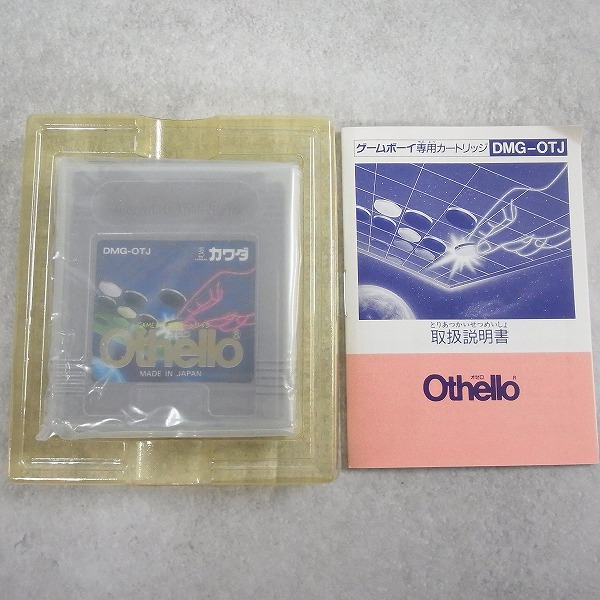 DMG-OTJ
カワダ
Othello®
MADE IN JAPAN
ゲームボーイ専用カートリッジ DMG-OTJ
とりあつかいせつめいしょ
取扱説明書
オセロ
Othello®